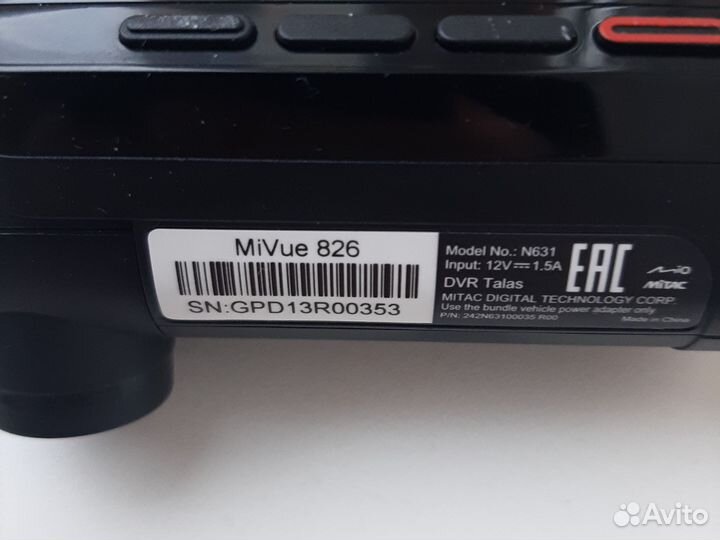 MiVue 826
SN:GPD13R00353
Model No.: N631
Input: 12V⎓1.5A
DVR Talas
EAC
Mio
MiTAC
MITAC DIGITAL TECHNOLOGY CORP.
Use the bundle vehicle power adapter only
P/N: 242N63100035 R00
Made in China
Avito